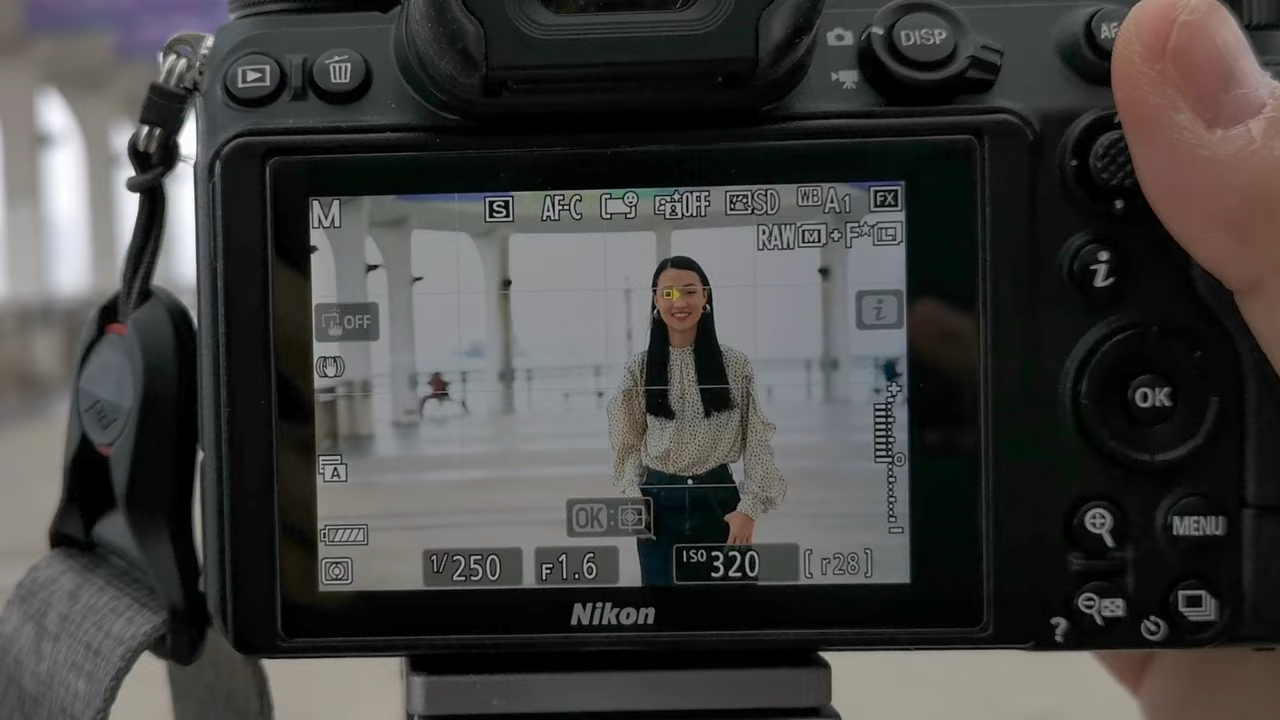 DISP
AF
M S AF-C OFF SD WB A1 FX
RAW M + F★ L
OFF
i
i
OK
A
OK:
MENU
1/250 F1.6 ISO 320 [r28]
Nikon
?